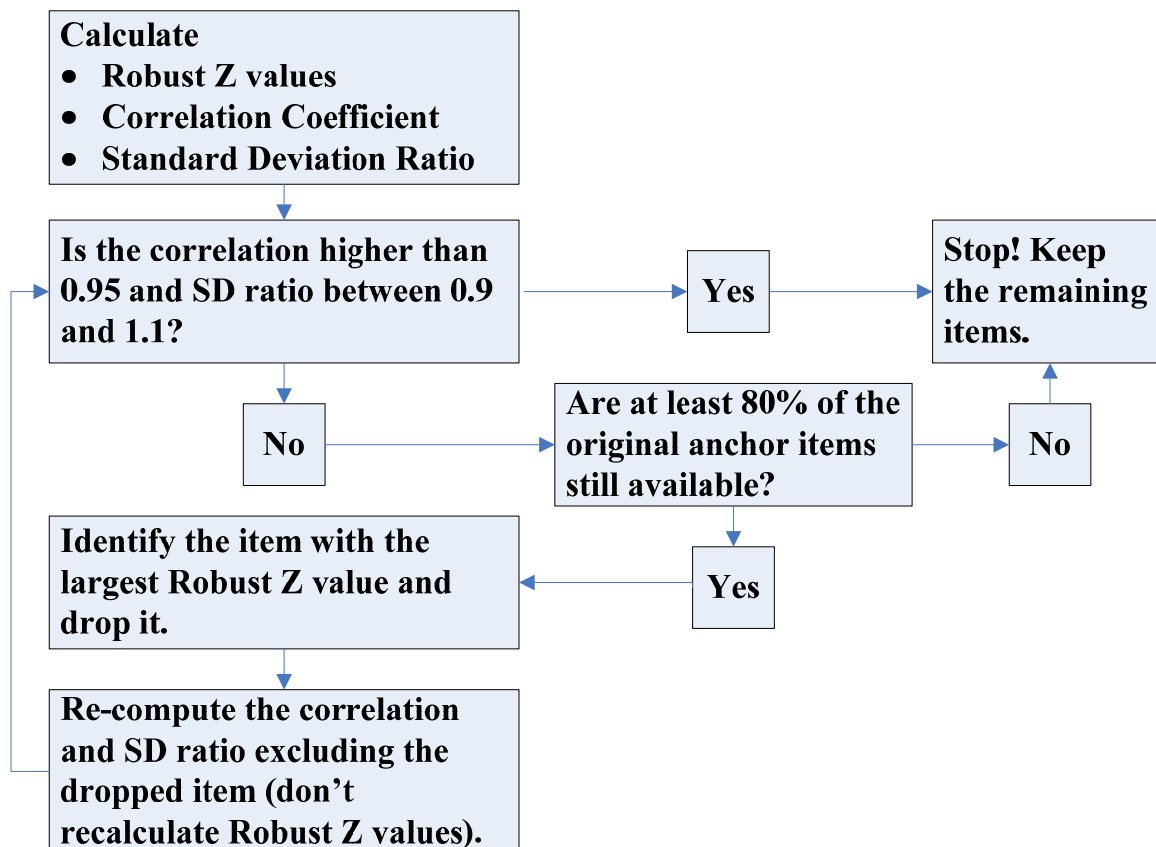 Calculate
• Robust Z values
• Correlation Coefficient
• Standard Deviation Ratio
Is the correlation higher than
0.95 and SD ratio between 0.9
and 1.1?
Yes
Stop! Keep
the remaining
items.
No
Are at least 80% of the
original anchor items
still available?
No
Yes
Identify the item with the
largest Robust Z value and
drop it.
Re-compute the correlation
and SD ratio excluding the
dropped item (don’t
recalculate Robust Z values).